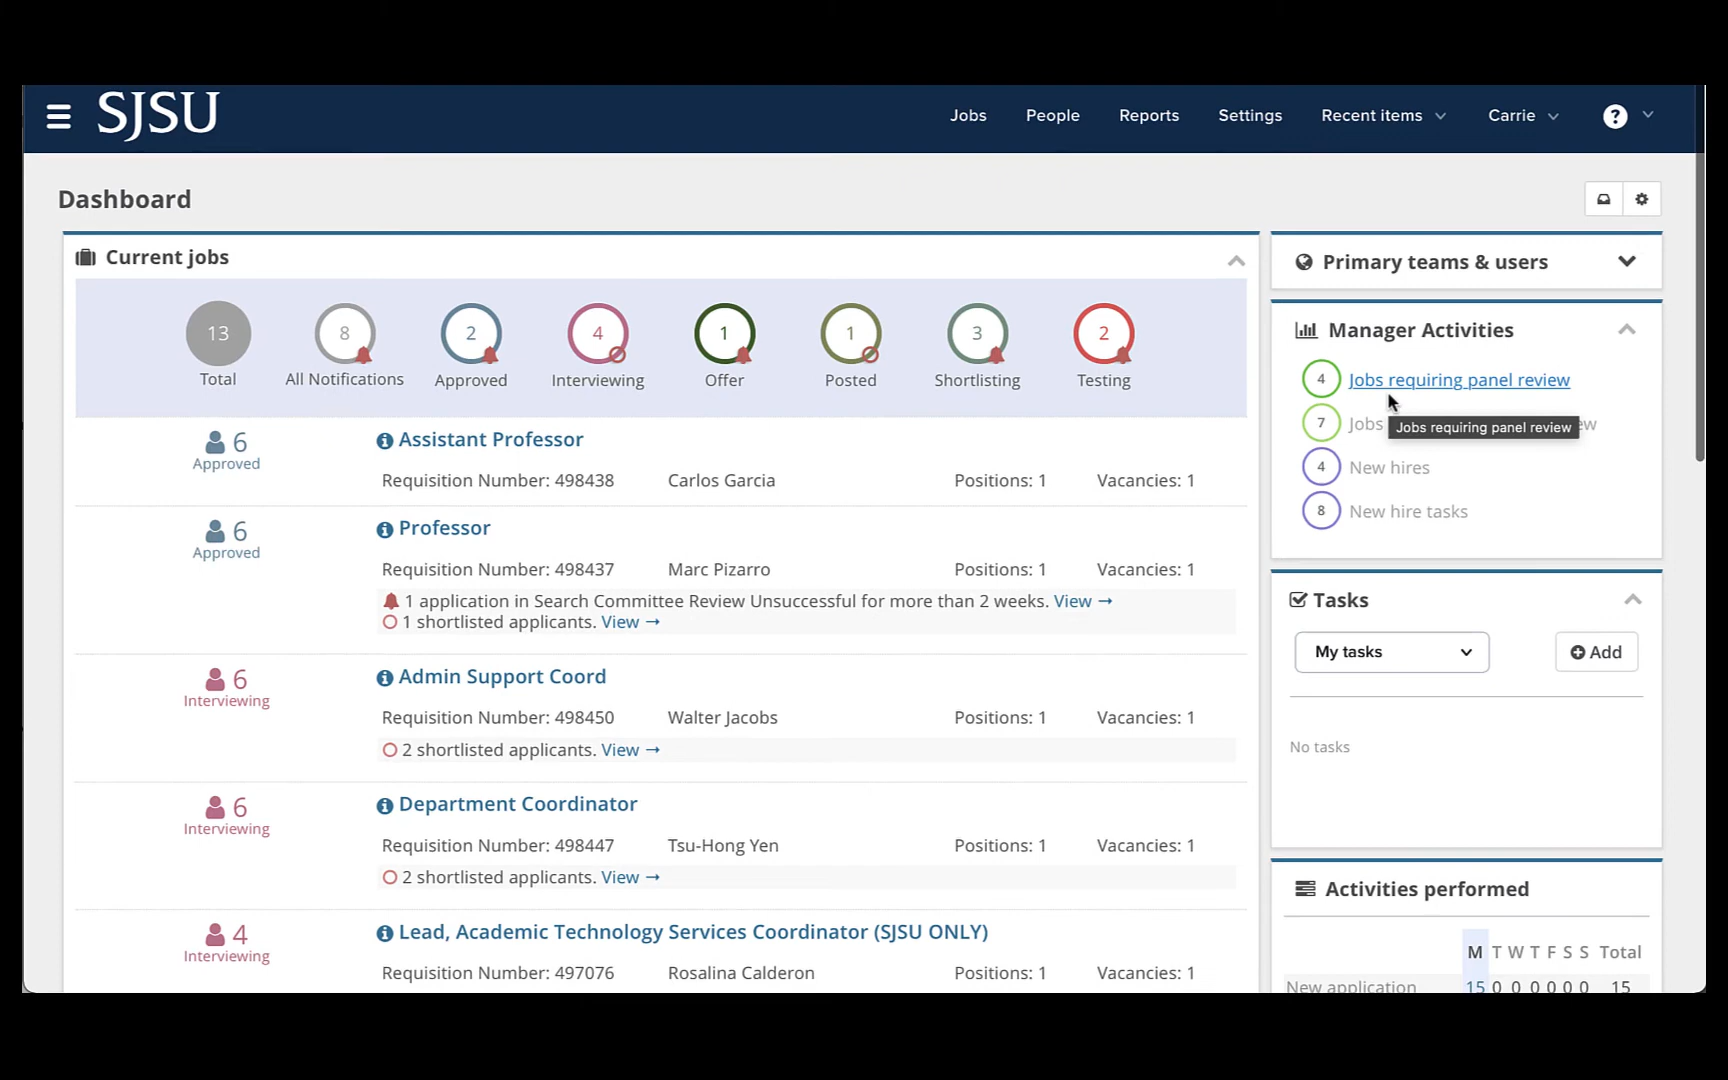 SJSU
Jobs People Reports Settings Recent items Carrie ?
Dashboard
Current jobs
13 8 2 4 1 1 3 2
Total All Notifications Approved Interviewing Offer Posted Shortlisting Testing
6 Assistant Professor
Approved
Requisition Number: 498438 Carlos Garcia Positions: 1 Vacancies: 1
6 Professor
Approved
Requisition Number: 498437 Marc Pizarro Positions: 1 Vacancies: 1
1 application in Search Committee Review Unsuccessful for more than 2 weeks. View →
1 shortlisted applicants. View →
6 Admin Support Coord
Interviewing
Requisition Number: 498450 Walter Jacobs Positions: 1 Vacancies: 1
2 shortlisted applicants. View →
6 Department Coordinator
Interviewing
Requisition Number: 498447 Tsu-Hong Yen Positions: 1 Vacancies: 1
2 shortlisted applicants. View →
4 Lead, Academic Technology Services Coordinator (SJSU ONLY)
Interviewing
Requisition Number: 497076 Rosalina Calderon Positions: 1 Vacancies: 1
Primary teams & users
Manager Activities
4 Jobs requiring panel review
7 Jobs
Jobs requiring panel review
4 New hires
8 New hire tasks
Tasks
My tasks Add
No tasks
Activities performed
M T W T F S S Total
New application 15 0 0 0 0 0 0 15